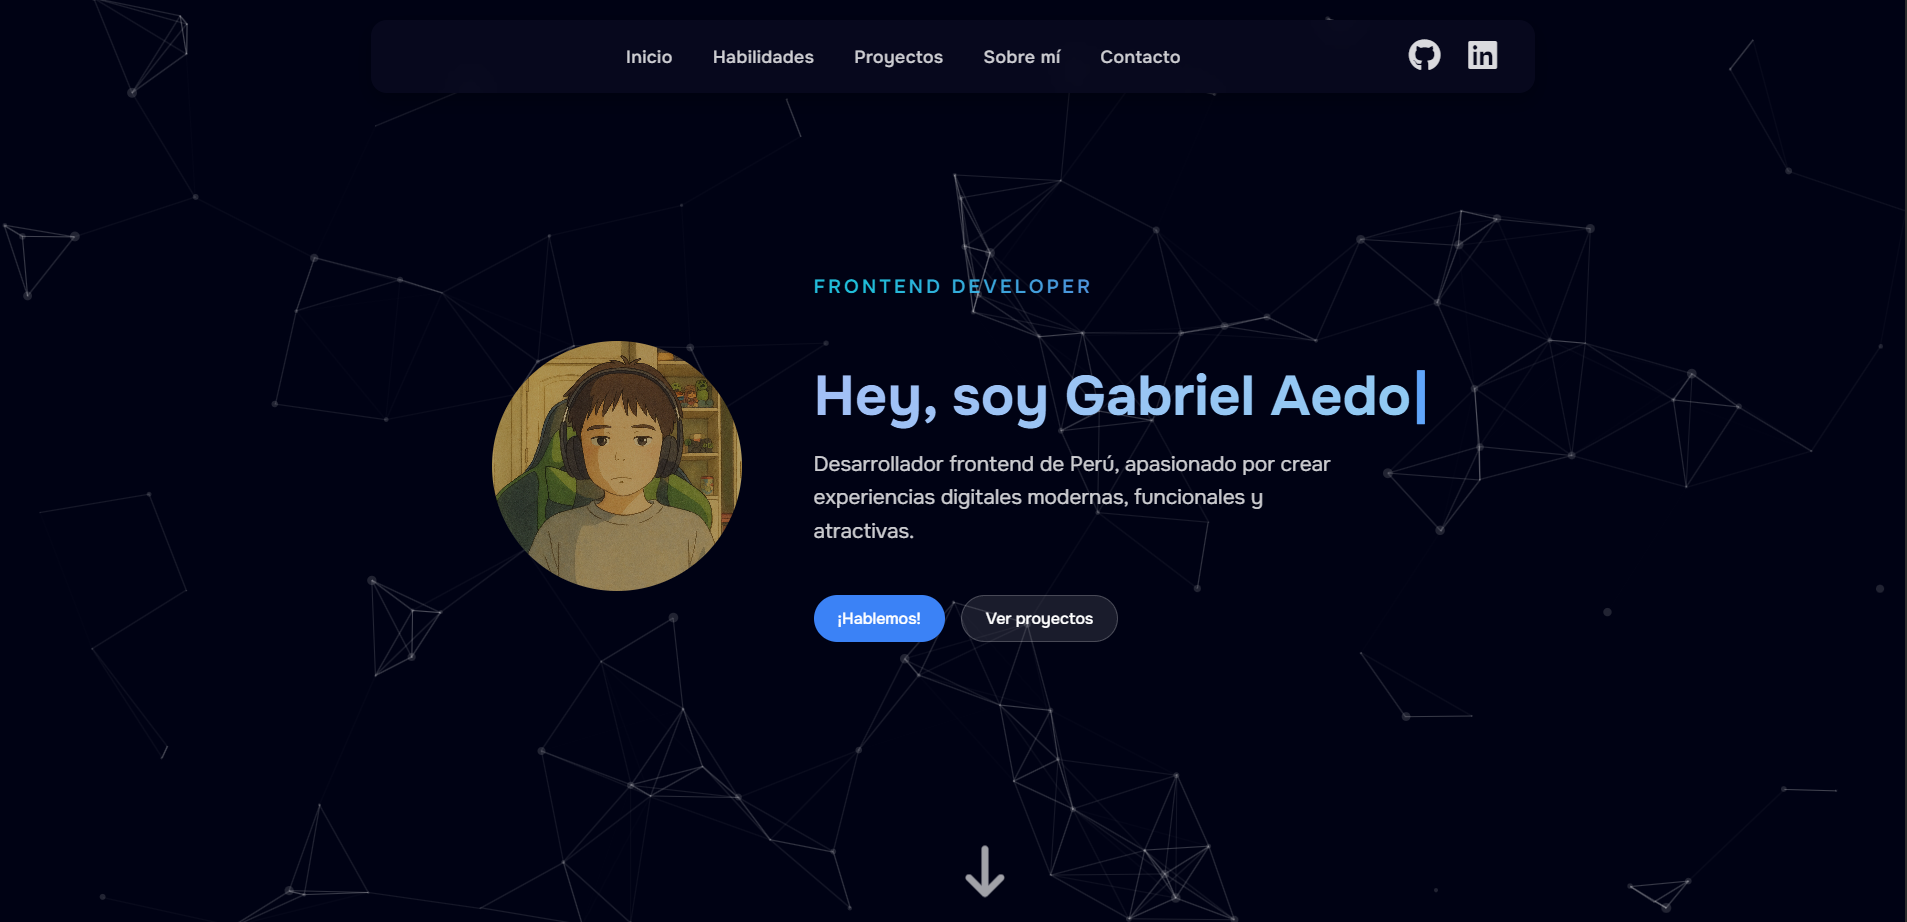 Inicio Habilidades Proyectos Sobre mí Contacto
FRONTEND DEVELOPER
Hey, soy Gabriel Aedo
Desarrollador frontend de Perú, apasionado por crear
experiencias digitales modernas, funcionales y
atractivas.
¡Hablemos! Ver proyectos